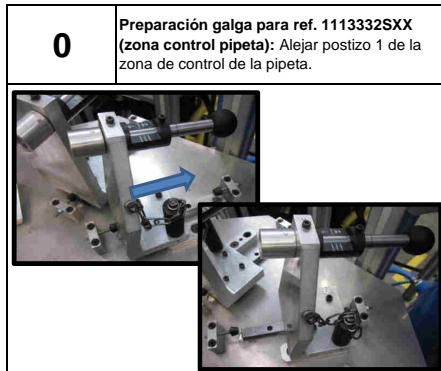 0
Preparación galga para ref. 1113332SXX
(zona control pipeta): Alejar postizo 1 de la
zona de control de la pipeta.